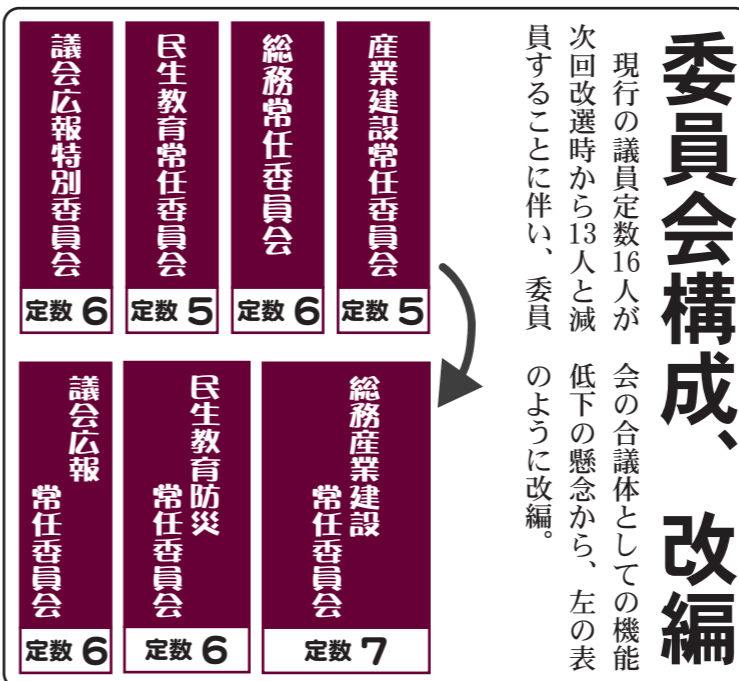 委員会構成、改編
現行の議員定数16人が
次回改選時から13人と減
員することに伴い、委員
会の合議体としての機能
低下の懸念から、左の表
のように改編。
産業建設常任委員会
定数 5
総務常任委員会
定数 6
民生教育常任委員会
定数 5
議会広報特別委員会
定数 6
総務産業建設
常任委員会
定数 7
民生教育防災
常任委員会
定数 6
議会広報
常任委員会
定数 6